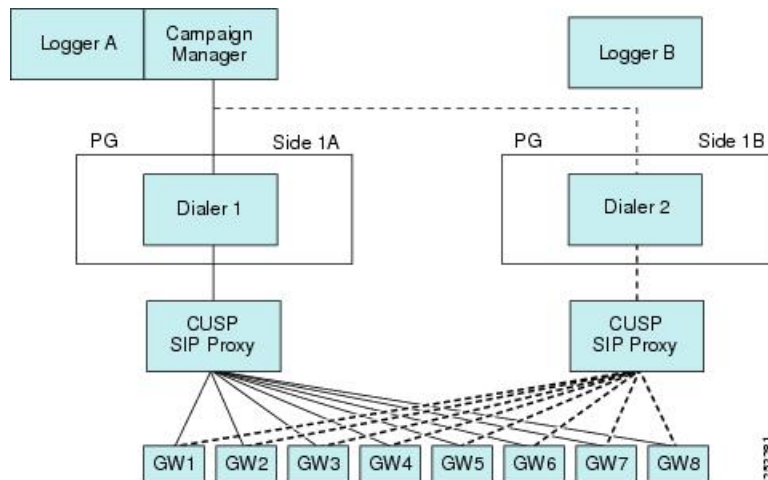 Logger A
Campaign
Manager
Logger B
PG
Side 1A
PG
Side 1B
Dialer 1
Dialer 2
CUSP
SIP Proxy
CUSP
SIP Proxy
GW1
GW2
GW3
GW4
GW5
GW6
GW7
GW8